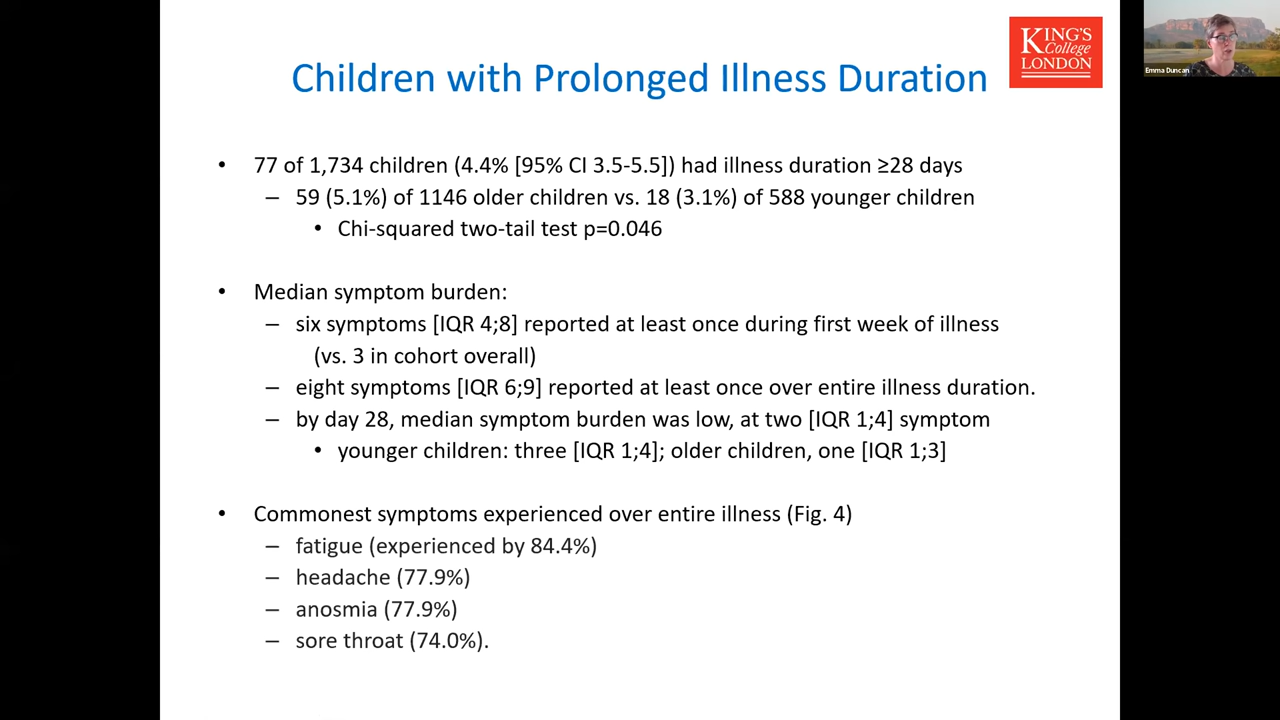 KING'S
College
LONDON
Emma Duncan
Children with Prolonged Illness Duration
• 77 of 1,734 children (4.4% [95% CI 3.5-5.5]) had illness duration ≥28 days
– 59 (5.1%) of 1146 older children vs. 18 (3.1%) of 588 younger children
• Chi-squared two-tail test p=0.046
• Median symptom burden:
– six symptoms [IQR 4;8] reported at least once during first week of illness
(vs. 3 in cohort overall)
– eight symptoms [IQR 6;9] reported at least once over entire illness duration.
– by day 28, median symptom burden was low, at two [IQR 1;4] symptom
• younger children: three [IQR 1;4]; older children, one [IQR 1;3]
• Commonest symptoms experienced over entire illness (Fig. 4)
– fatigue (experienced by 84.4%)
– headache (77.9%)
– anosmia (77.9%)
– sore throat (74.0%).